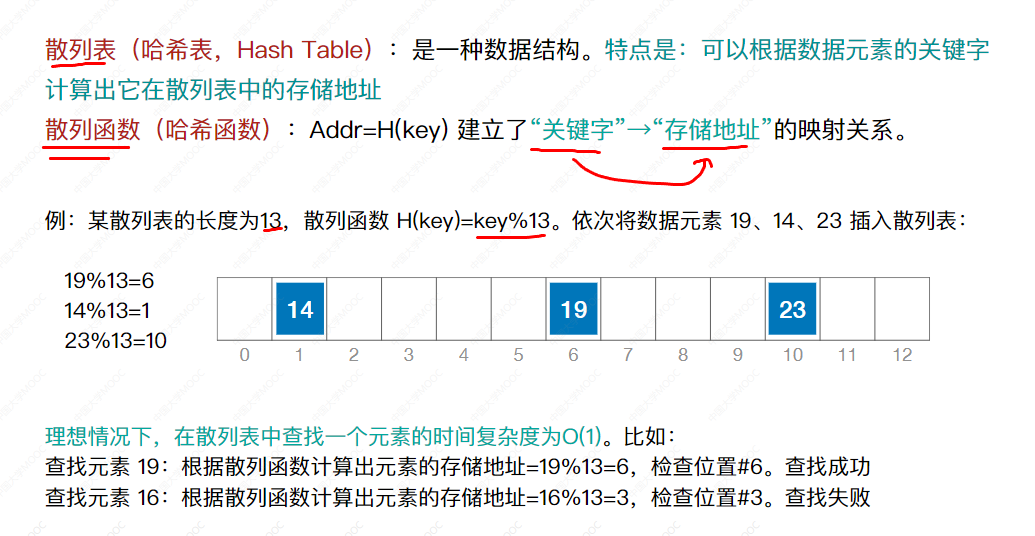 散列表（哈希表，Hash Table）：是一种数据结构。特点是：可以根据数据元素的关键字
计算出它在散列表中的存储地址
散列函数（哈希函数）：Addr=H(key) 建立了“关键字”→“存储地址”的映射关系。
例：某散列表的长度为13，散列函数 H(key)=key%13。依次将数据元素 19、14、23 插入散列表：
19%13=6
14%13=1
23%13=10
14 19 23
0 1 2 3 4 5 6 7 8 9 10 11 12
理想情况下，在散列表中查找一个元素的时间复杂度为O(1)。比如：
查找元素 19：根据散列函数计算出元素的存储地址=19%13=6，检查位置#6。查找成功
查找元素 16：根据散列函数计算出元素的存储地址=16%13=3，检查位置#3。查找失败